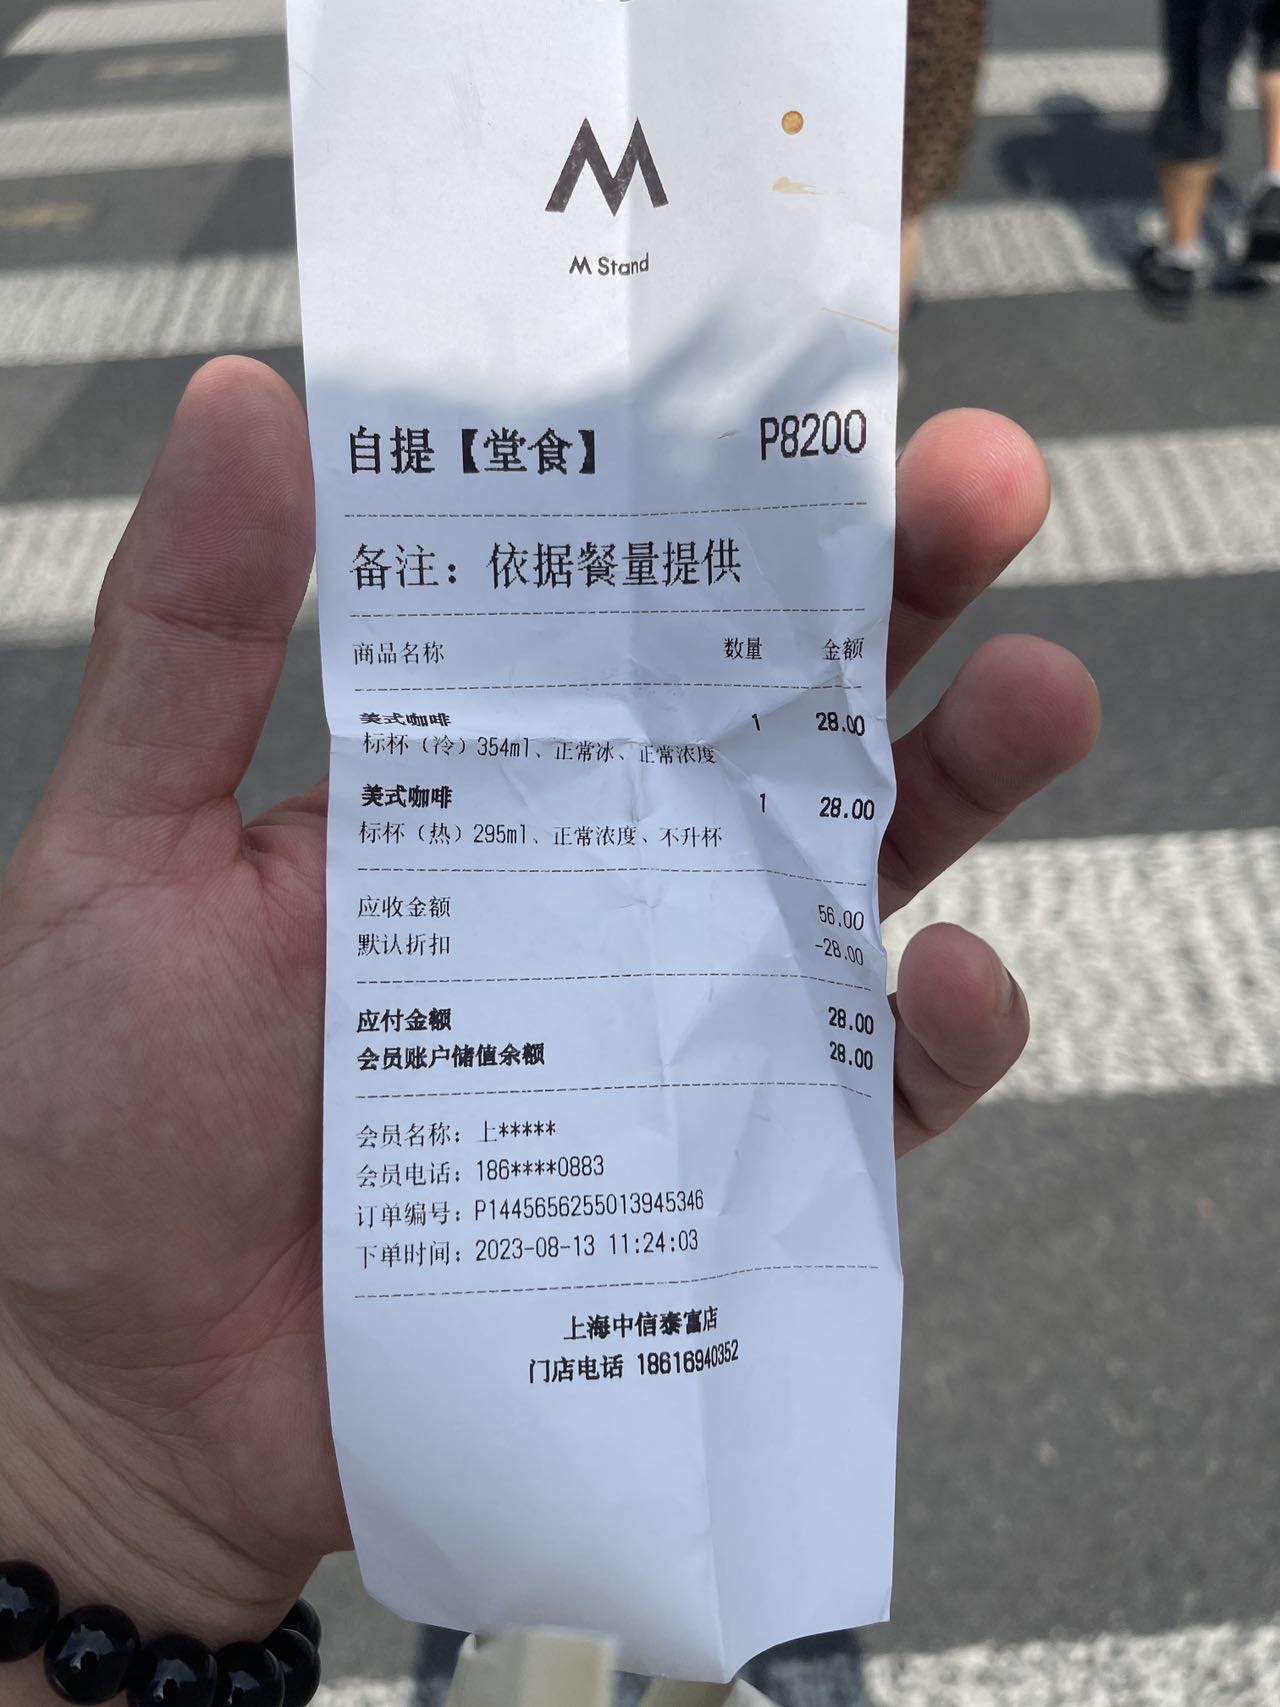 M
M Stand
自提【堂食】 P8200
备注：依据餐量提供
商品名称 数量 金额
美式咖啡 1 28.00
标杯（冷）354ml、正常冰、正常浓度
美式咖啡 1 28.00
标杯（热）295ml、正常浓度、不升杯
应收金额 56.00
默认折扣 -28.00
应付金额 28.00
会员账户储值余额 28.00
会员名称：上*****
会员电话：186****0883
订单编号：P1445656255013945346
下单时间：2023-08-13 11:24:03
上海中信泰富店
门店电话 18616940352